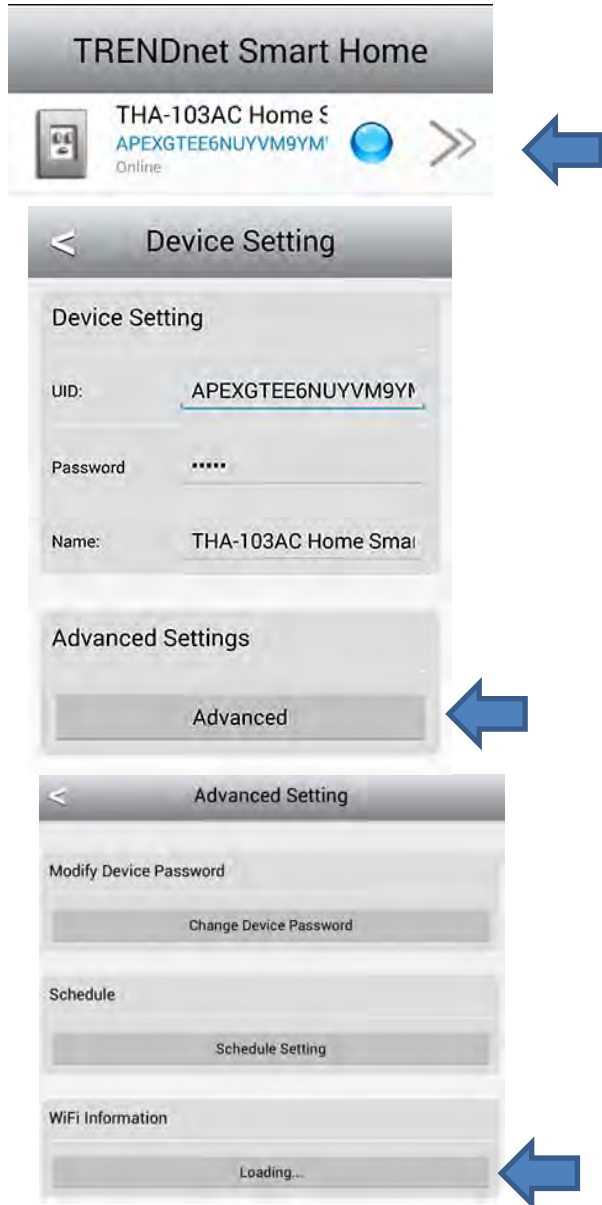 TRENDnet Smart Home
THA-103AC Home S
APEXGTEE6NUYVM9YM'
Online
< Device Setting
Device Setting
UID: APEXGTEE6NUYVM9YM
Password •••••
Name: THA-103AC Home Smar
Advanced Settings
Advanced
< Advanced Setting
Modify Device Password
Change Device Password
Schedule
Schedule Setting
WiFi Information
Loading...